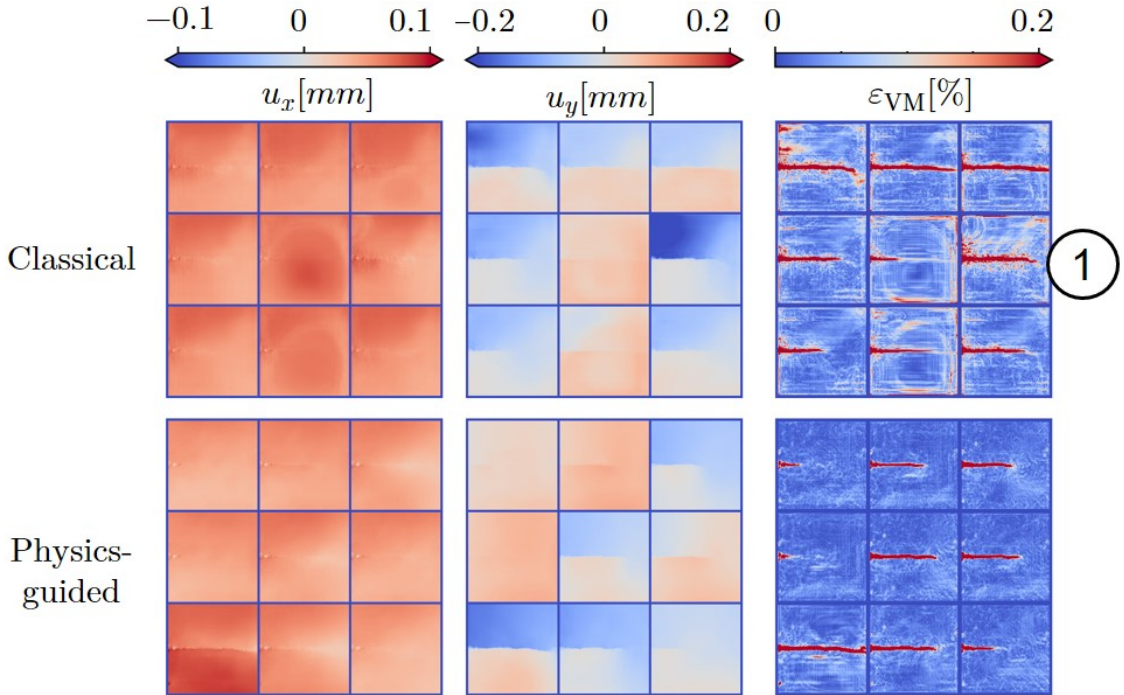 −0.1 0 0.1 −0.2 0 0.2 0 0.2
u_x[mm] u_y[mm] ε_VM[%]
Classical
1
Physics-
guided